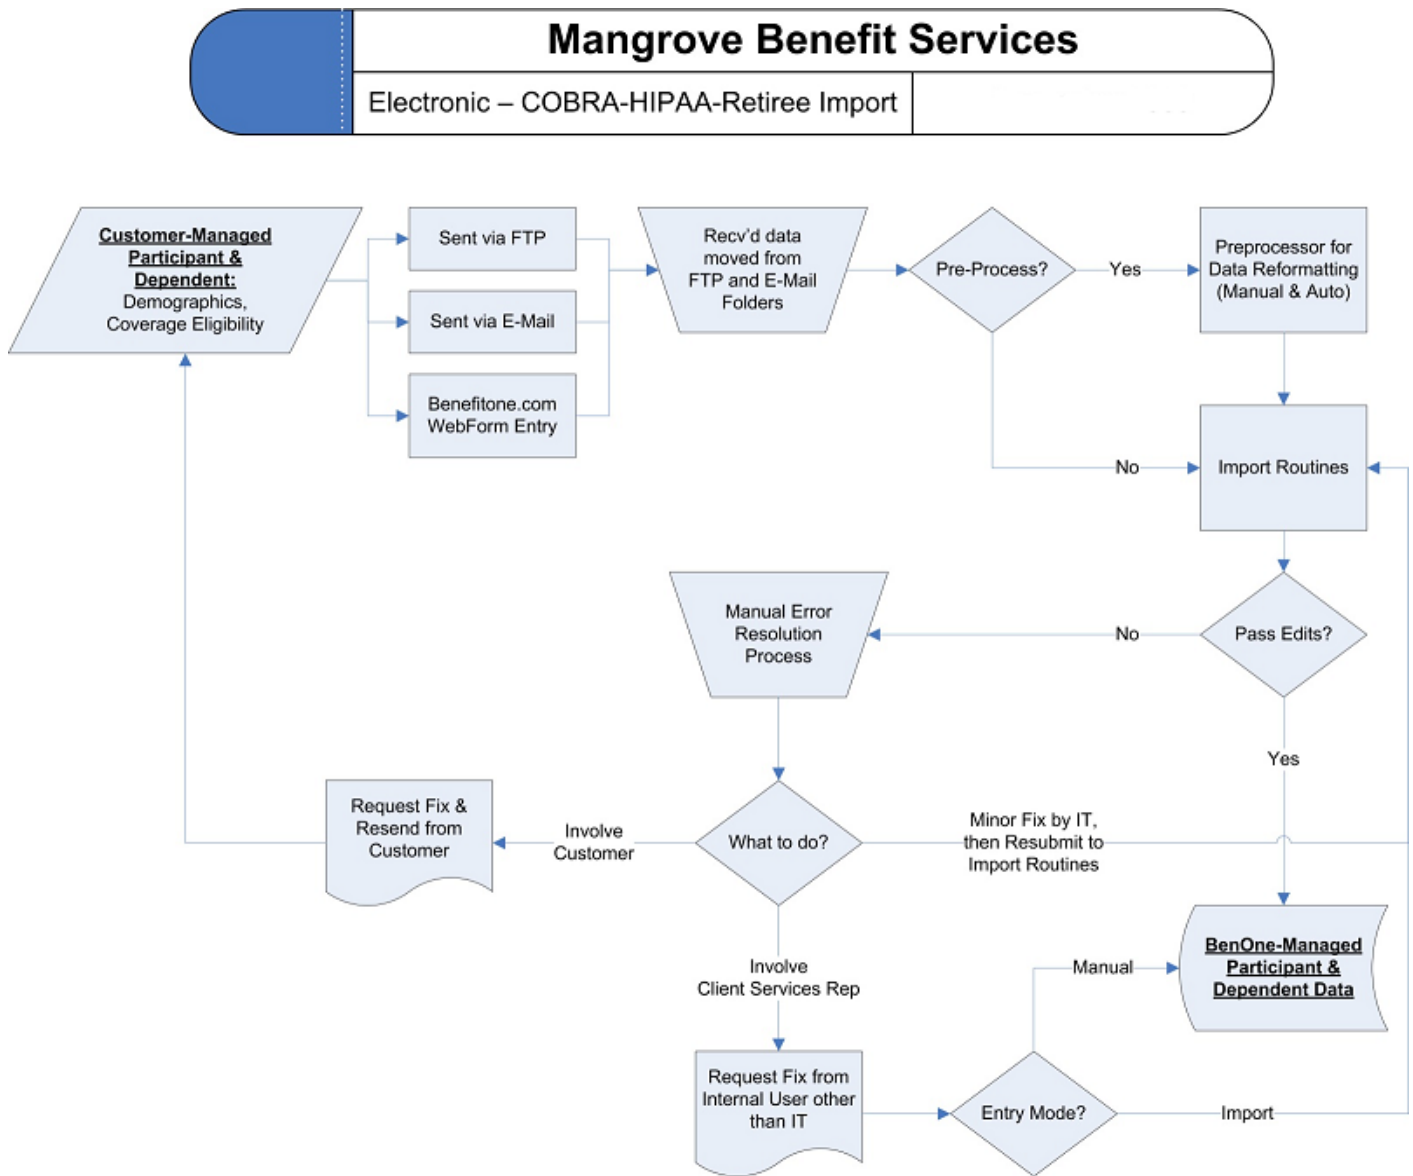 Mangrove Benefit Services
Electronic – COBRA-HIPAA-Retiree Import
Customer-Managed
Participant &
Dependent:
Demographics,
Coverage Eligibility
Sent via FTP
Sent via E-Mail
Benefitone.com
WebForm Entry
Recv'd data
moved from
FTP and E-Mail
Folders
Pre-Process?
Yes
Preprocessor for
Data Reformatting
(Manual & Auto)
No
Import Routines
Pass Edits?
No
Manual Error
Resolution
Process
Yes
What to do?
Involve
Customer
Request Fix &
Resend from
Customer
Minor Fix by IT,
then Resubmit to
Import Routines
Involve
Client Services Rep
Request Fix from
Internal User other
than IT
Entry Mode?
Manual
BenOne-Managed
Participant &
Dependent Data
Import